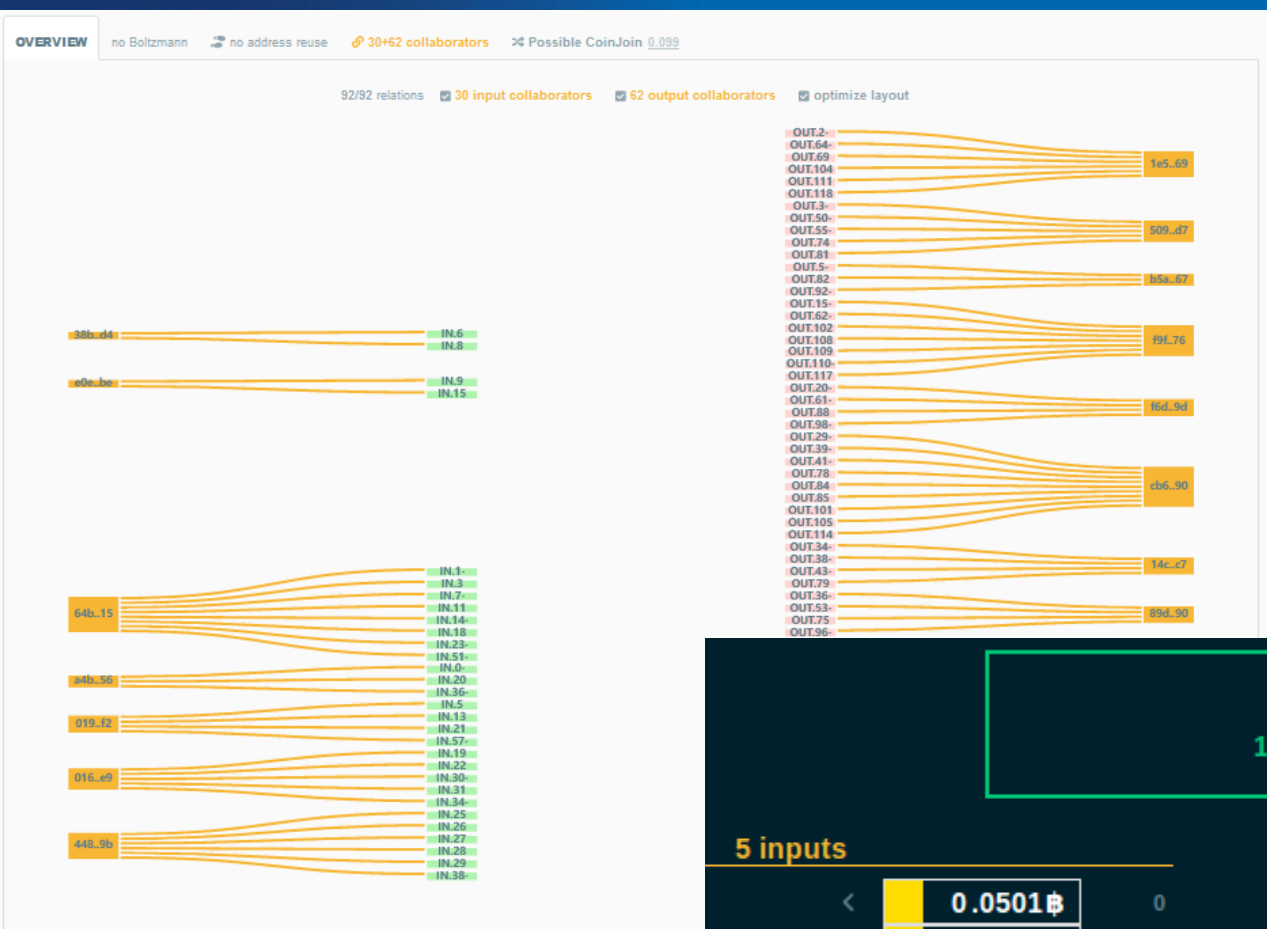 OVERVIEW no Boltzmann no address reuse 30+62 collaborators Possible CoinJoin 0.099
92/92 relations 30 input collaborators 62 output collaborators optimize layout
OUT.2-
OUT.64-
OUT.69
OUT.104
OUT.111
OUT.118
1e5..69
OUT.3-
OUT.50-
OUT.55-
OUT.74
OUT.81
509..d7
OUT.5-
OUT.82
OUT.92-
b5a..67
OUT.15-
OUT.62-
OUT.102
OUT.108
OUT.109
OUT.110-
OUT.117
f9f..76
OUT.20-
OUT.61-
OUT.88
OUT.98-
f6d..9d
OUT.29-
OUT.39-
OUT.41-
OUT.78
OUT.84
OUT.85
OUT.101
OUT.105
OUT.114
cb6..90
OUT.34-
OUT.38-
OUT.43-
OUT.79
14c..c7
OUT.36-
OUT.53-
OUT.75
OUT.96-
89d..90
38b..d4
IN.6
IN.8
e0e..be
IN.9
IN.15
64b..15
IN.1-
IN.3
IN.7-
IN.11
IN.14-
IN.18
IN.23-
IN.51-
a4b..56
IN.0-
IN.20
IN.36-
019..f2
IN.5
IN.13
IN.21
IN.57-
016..e9
IN.19
IN.22
IN.30-
IN.31
IN.34-
448..9b
IN.25
IN.26
IN.27
IN.28
IN.29
IN.38-
1
5 inputs
< 0.0501฿ 0